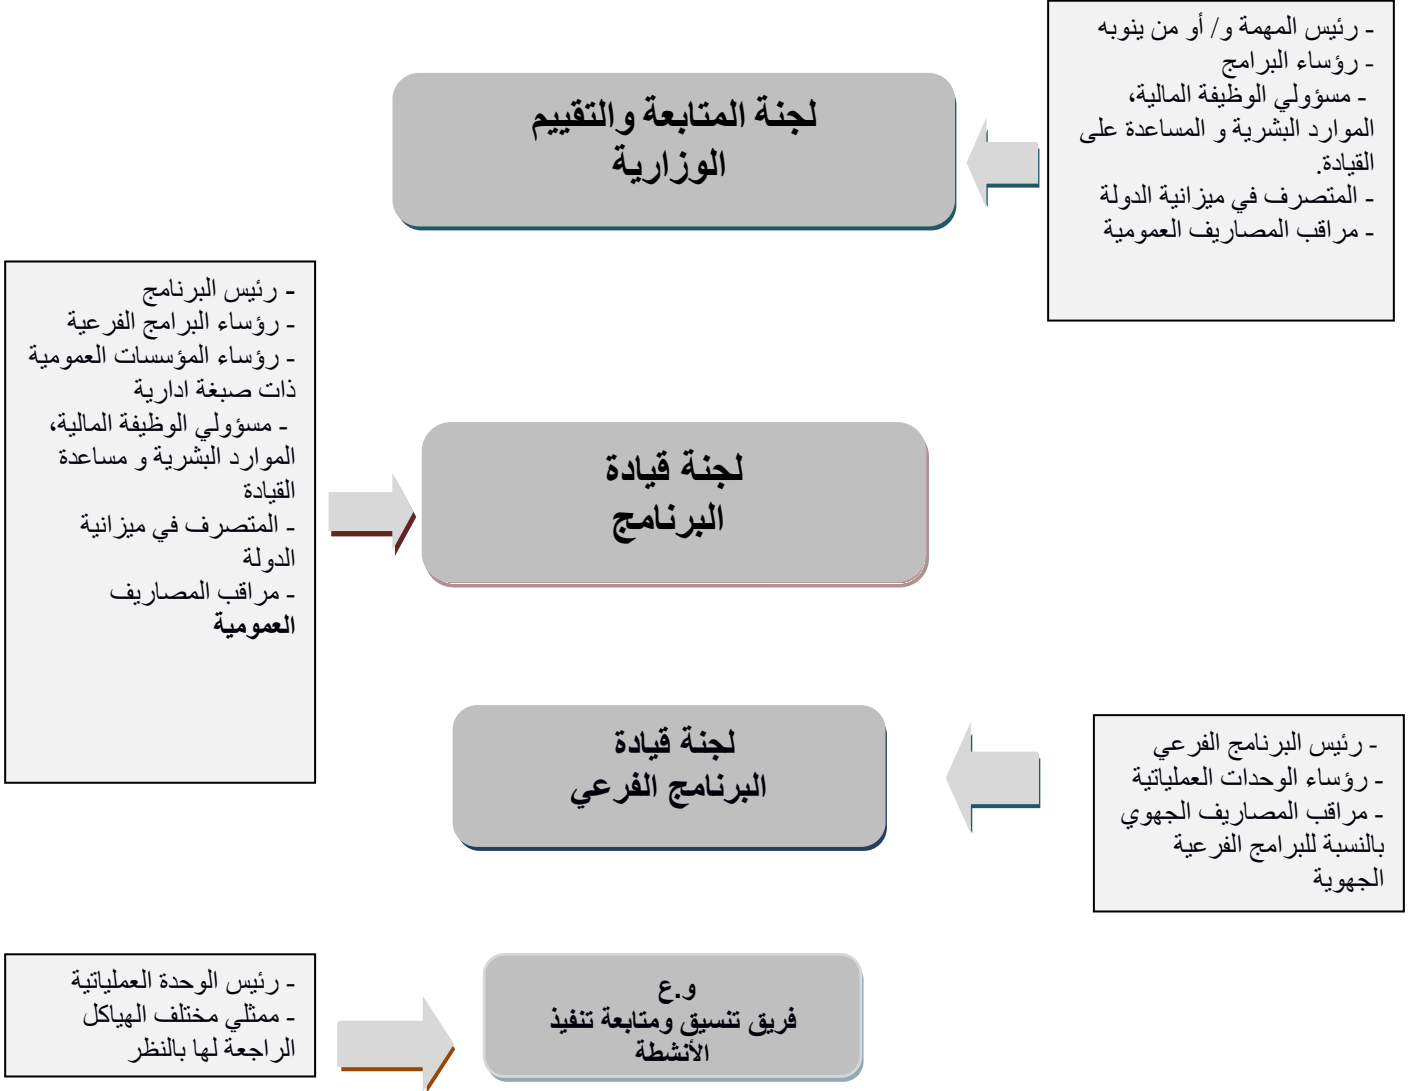 - رئيس المهمة و/ أو من ينوبه
- رؤساء البرامج
- مسؤولي الوظيفة المالية،
الموارد البشرية و المساعدة على
القيادة.
- المتصرف في ميزانية الدولة
- مراقب المصاريف العمومية
لجنة المتابعة والتقييم
الوزارية
- رئيس البرنامج
- رؤساء البرامج الفرعية
- رؤساء المؤسسات العمومية
ذات صبغة ادارية
- مسؤولي الوظيفة المالية،
الموارد البشرية و مساعدة
القيادة
- المتصرف في ميزانية
الدولة
- مراقب المصاريف
العمومية
لجنة قيادة
البرنامج
- رئيس البرنامج الفرعي
- رؤساء الوحدات العملياتية
- مراقب المصاريف الجهوي
بالنسبة للبرامج الفرعية
الجهوية
لجنة قيادة
البرنامج الفرعي
- رئيس الوحدة العملياتية
- ممثلي مختلف الهياكل
الراجعة لها بالنظر
و.ع
فريق تنسيق ومتابعة تنفيذ
الأنشطة